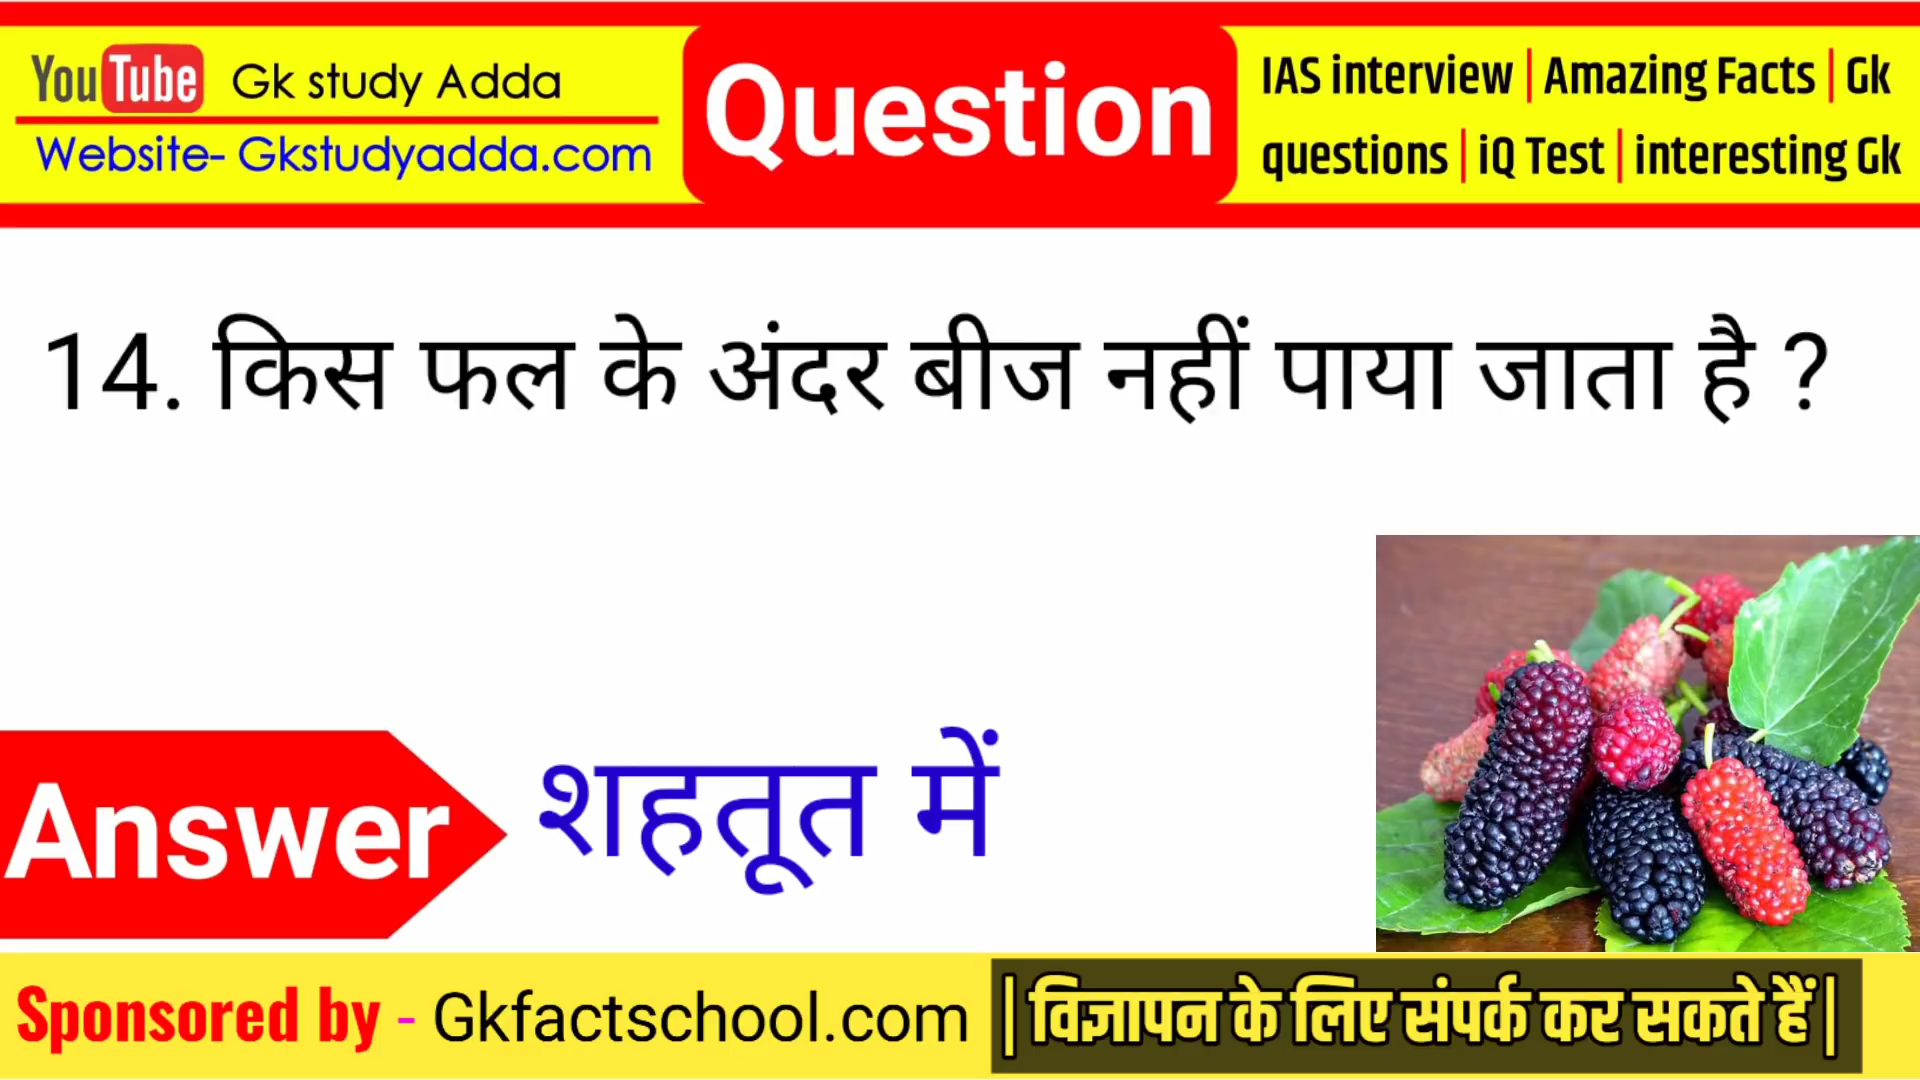 YouTube Gk study Adda
Website- Gkstudyadda.com
Question
IAS interview | Amazing Facts | Gk
questions | iQ Test | interesting Gk
14. किस फल के अंदर बीज नहीं पाया जाता है ?
Answer
शहतूत में
Sponsored by - Gkfactschool.com
| विज्ञापन के लिए संपर्क कर सकते हैं |